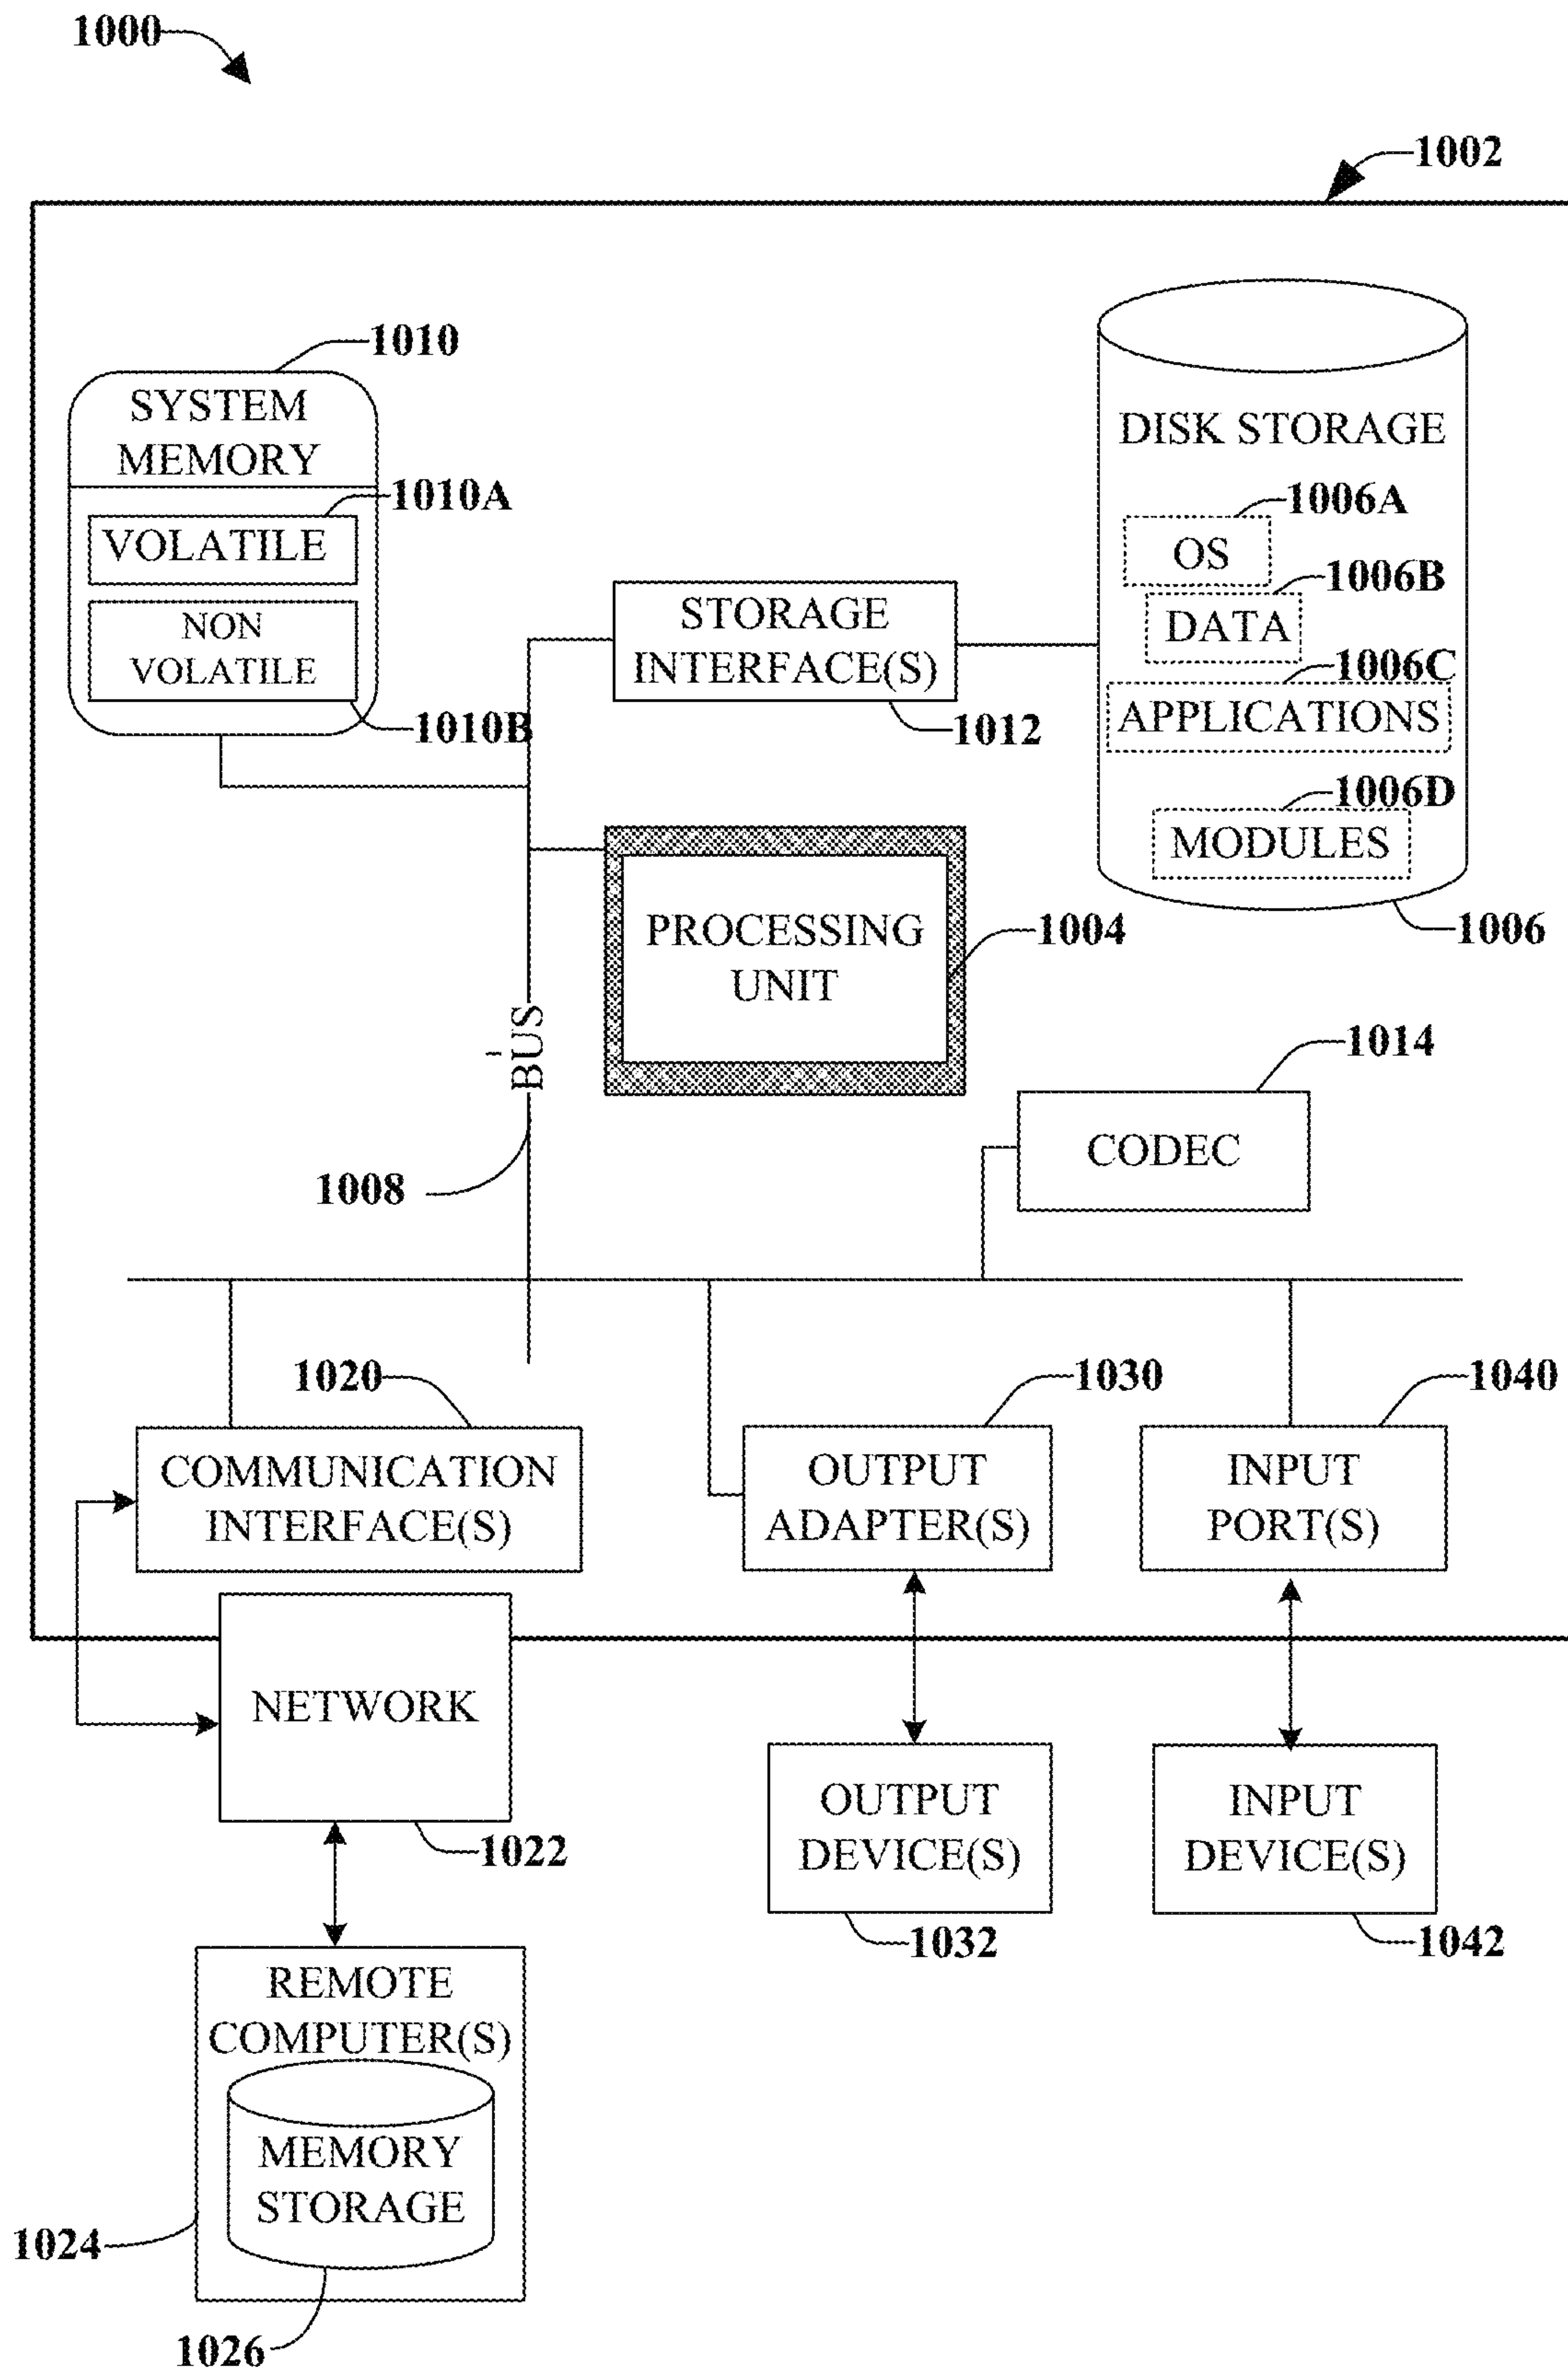 1000
1002
1010
SYSTEM
MEMORY
1010A
VOLATILE
NON
VOLATILE
1010B
STORAGE
INTERFACE(S)
1012
DISK STORAGE
1006A
OS
1006B
DATA
1006C
APPLICATIONS
1006D
MODULES
1006
PROCESSING
UNIT
1004
BUS
1008
1014
CODEC
1020
COMMUNICATION
INTERFACE(S)
1030
OUTPUT
ADAPTER(S)
1040
INPUT
PORT(S)
NETWORK
1022
OUTPUT
DEVICE(S)
1032
INPUT
DEVICE(S)
1042
REMOTE
COMPUTER(S)
MEMORY
STORAGE
1024
1026